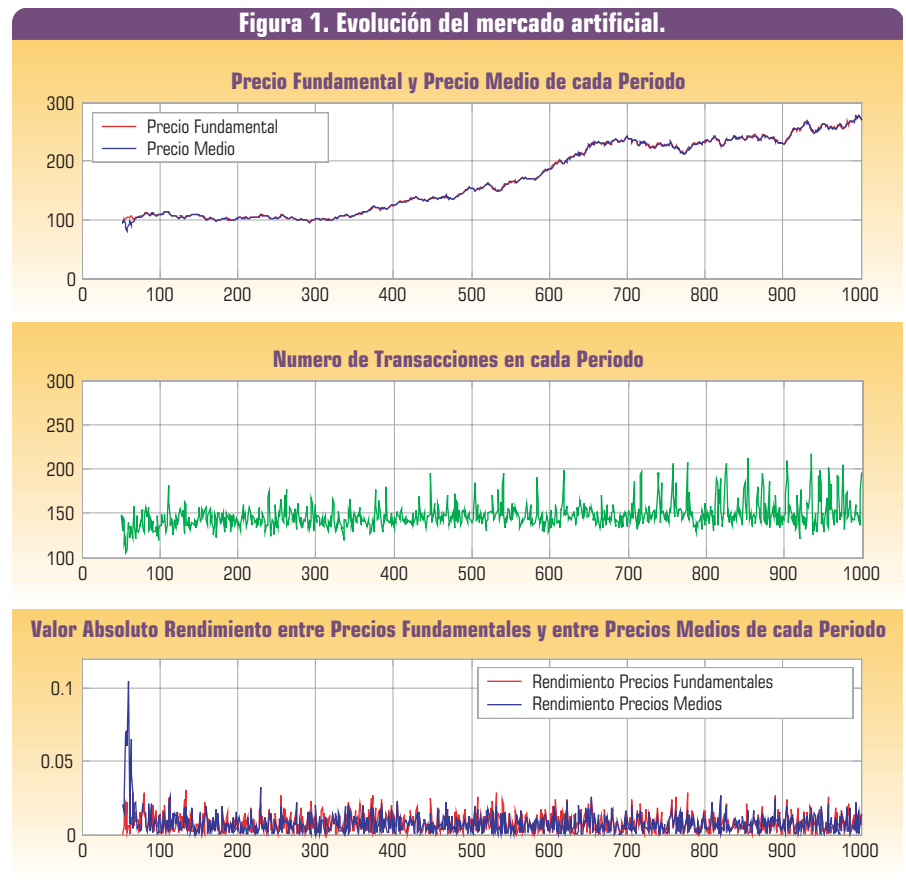 Figura 1. Evolución del mercado artificial.
Precio Fundamental y Precio Medio de cada Periodo
300
200
100
0
Precio Fundamental
Precio Medio
0 100 200 300 400 500 600 700 800 900 1000
Numero de Transacciones en cada Periodo
300
250
200
150
100
0 100 200 300 400 500 600 700 800 900 1000
Valor Absoluto Rendimiento entre Precios Fundamentales y entre Precios Medios de cada Periodo
0.1
0.05
0
Rendimiento Precios Fundamentales
Rendimiento Precios Medios
0 100 200 300 400 500 600 700 800 900 1000